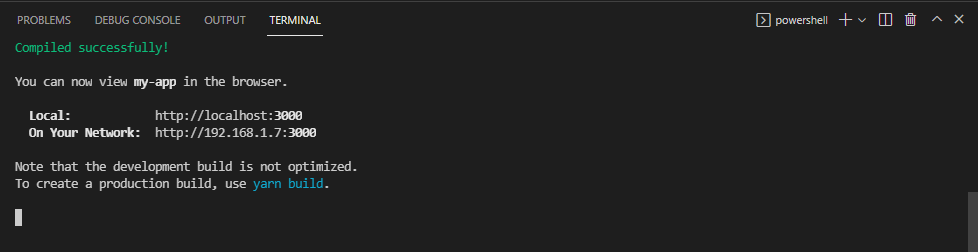 PROBLEMS DEBUG CONSOLE OUTPUT TERMINAL powershell
Compiled successfully!
You can now view my-app in the browser.
Local: http://localhost:3000
On Your Network: http://192.168.1.7:3000
Note that the development build is not optimized.
To create a production build, use yarn build.